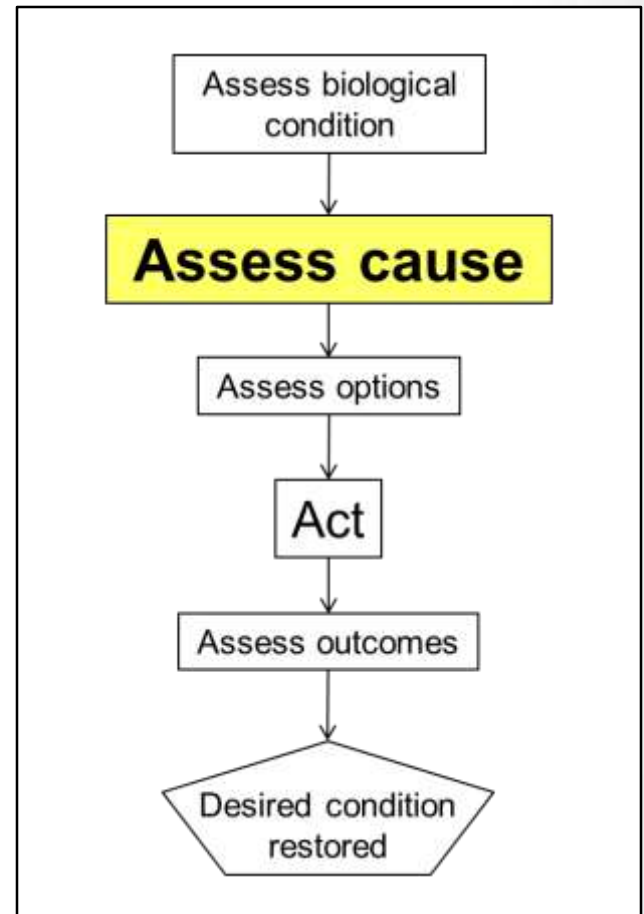 Assess biological
condition
Assess cause
Assess options
Act
Assess outcomes
Desired condition
restored